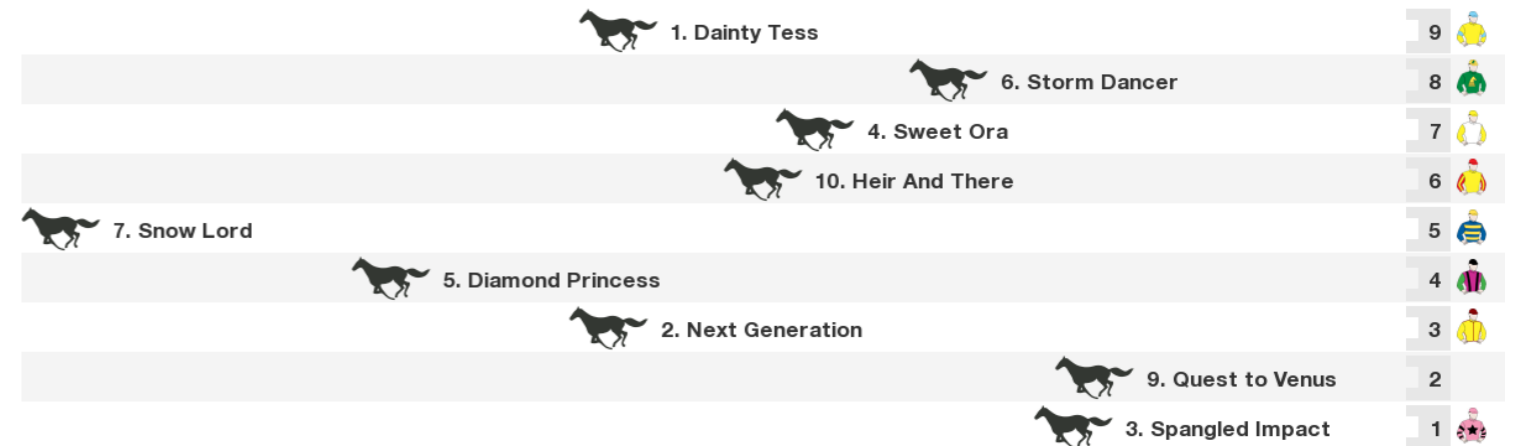 1. Dainty Tess 9
6. Storm Dancer 8
4. Sweet Ora 7
10. Heir And There 6
7. Snow Lord 5
5. Diamond Princess 4
2. Next Generation 3
9. Quest to Venus 2
3. Spangled Impact 1